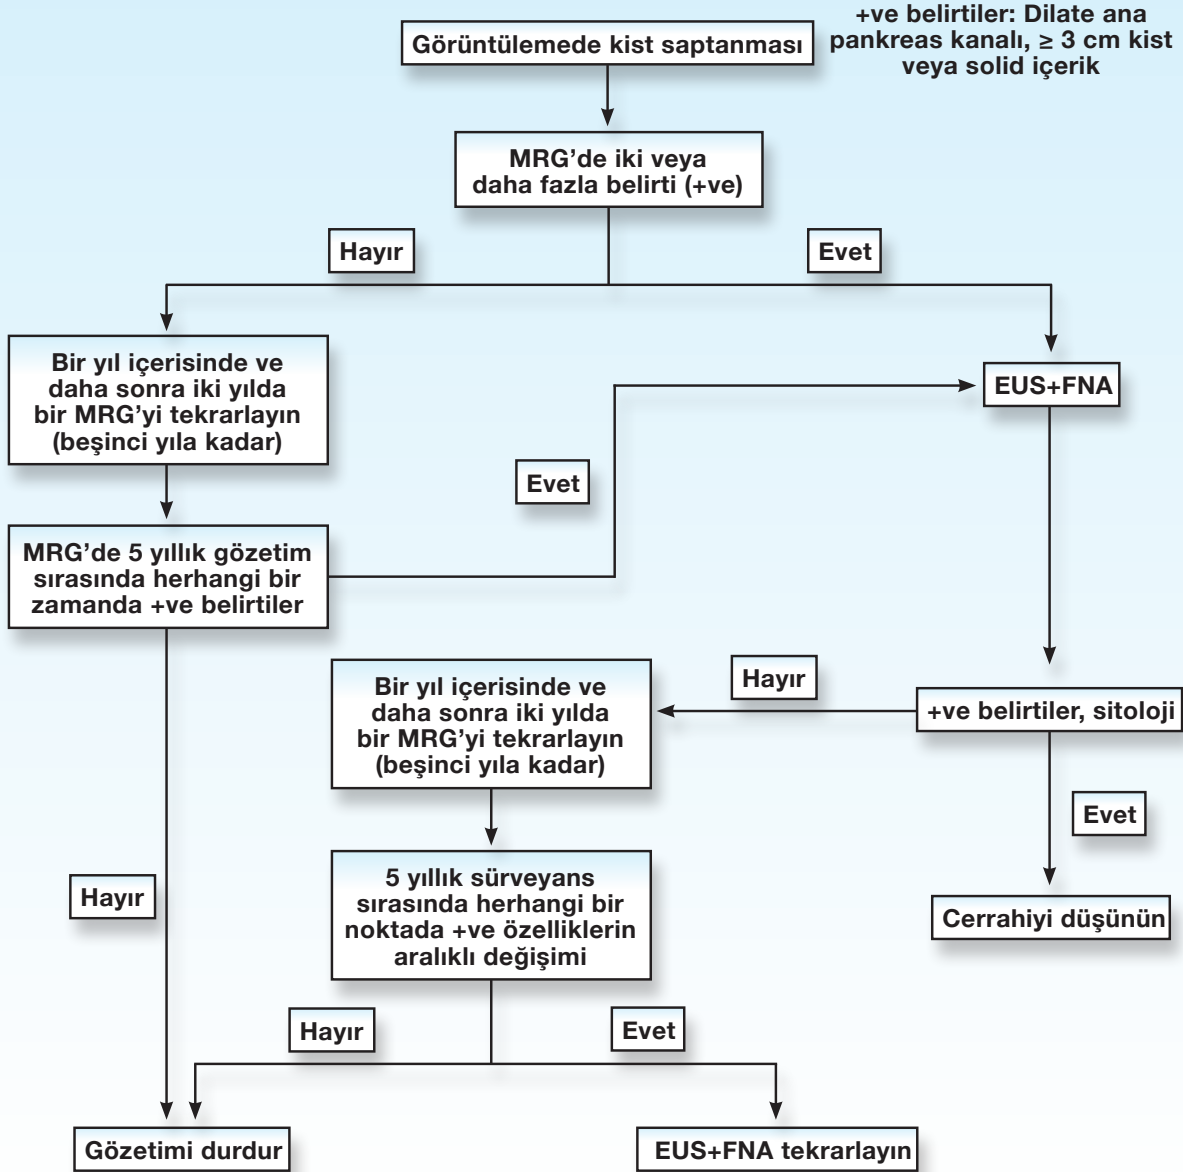 +ve belirtiler: Dilate ana
pankreas kanalı, ≥ 3 cm kist
veya solid içerik
Görüntülemede kist saptanması
MRG’de iki veya
daha fazla belirti (+ve)
Hayır
Evet
Bir yıl içerisinde ve
daha sonra iki yılda
bir MRG’yi tekrarlayın
(beşinci yıla kadar)
EUS+FNA
Evet
MRG’de 5 yıllık gözetim
sırasında herhangi bir
zamanda +ve belirtiler
Bir yıl içerisinde ve
daha sonra iki yılda
bir MRG’yi tekrarlayın
(beşinci yıla kadar)
Hayır
+ve belirtiler, sitoloji
Evet
Hayır
5 yıllık sürveyans
sırasında herhangi bir
noktada +ve özelliklerin
aralıklı değişimi
Cerrahiyi düşünün
Hayır
Evet
Gözetimi durdur
EUS+FNA tekrarlayın